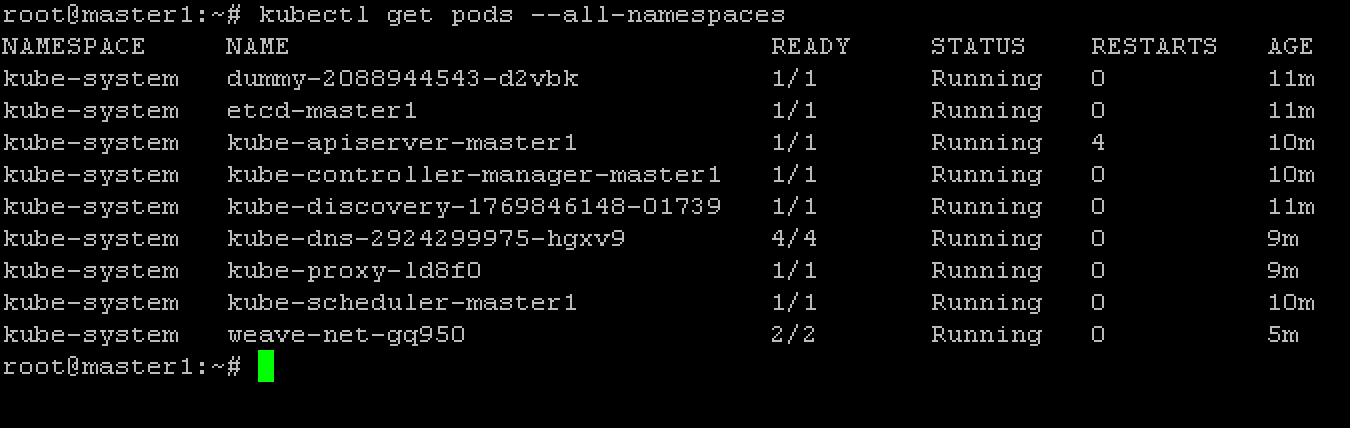 root@master1:~# kubectl get pods --all-namespaces
NAMESPACE     NAME                              READY     STATUS    RESTARTS   AGE
kube-system   dummy-2088944543-d2vbk            1/1       Running   0          11m
kube-system   etcd-master1                      1/1       Running   0          11m
kube-system   kube-apiserver-master1            1/1       Running   4          10m
kube-system   kube-controller-manager-master1   1/1       Running   0          10m
kube-system   kube-discovery-1769846148-01739   1/1       Running   0          11m
kube-system   kube-dns-2924299975-hgxv9         4/4       Running   0          9m
kube-system   kube-proxy-ld8f0                  1/1       Running   0          9m
kube-system   kube-scheduler-master1            1/1       Running   0          10m
kube-system   weave-net-gq950                   2/2       Running   0          5m
root@master1:~#